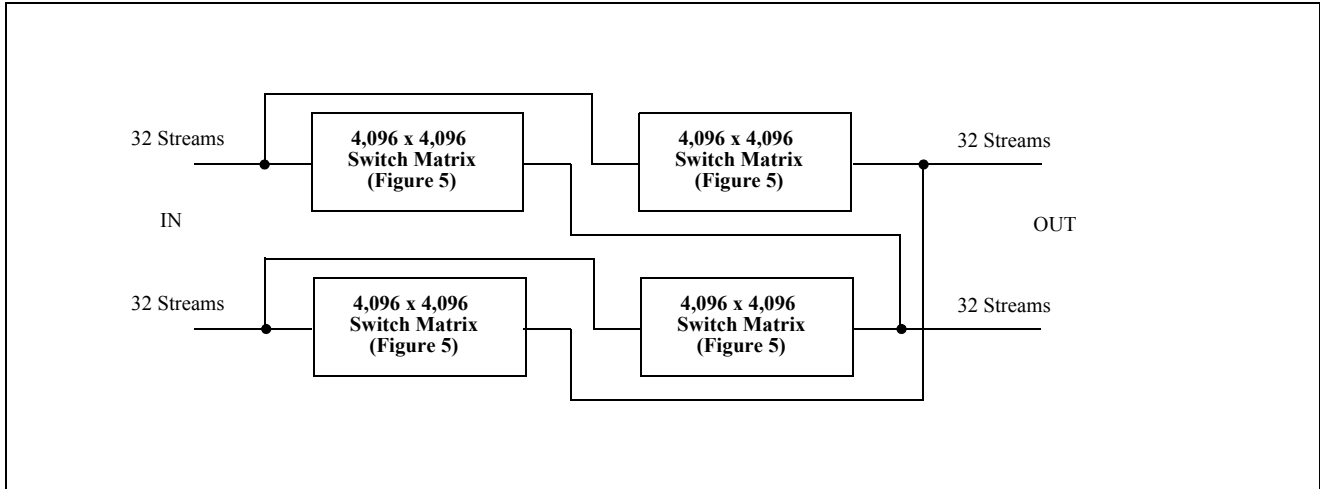 32 Streams
4,096 x 4,096
Switch Matrix
(Figure 5)
4,096 x 4,096
Switch Matrix
(Figure 5)
32 Streams
IN
OUT
32 Streams
4,096 x 4,096
Switch Matrix
(Figure 5)
4,096 x 4,096
Switch Matrix
(Figure 5)
32 Streams